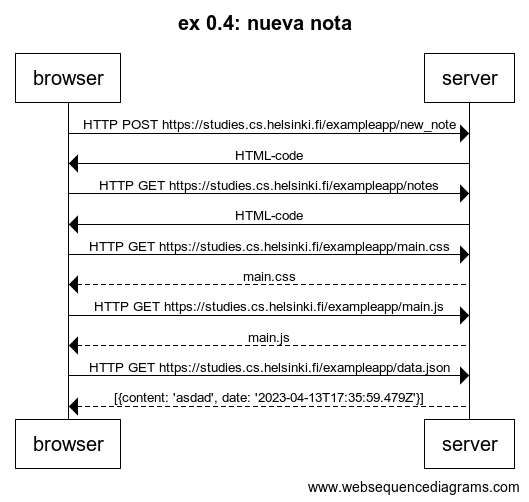 ex 0.4: nueva nota
browser
server
HTTP POST https://studies.cs.helsinki.fi/exampleapp/new_note
HTML-code
HTTP GET https://studies.cs.helsinki.fi/exampleapp/notes
HTML-code
HTTP GET https://studies.cs.helsinki.fi/exampleapp/main.css
main.css
HTTP GET https://studies.cs.helsinki.fi/exampleapp/main.js
main.js
HTTP GET https://studies.cs.helsinki.fi/exampleapp/data.json
[{content: 'asdad', date: '2023-04-13T17:35:59.479Z'}]
browser
server
www.websequencediagrams.com